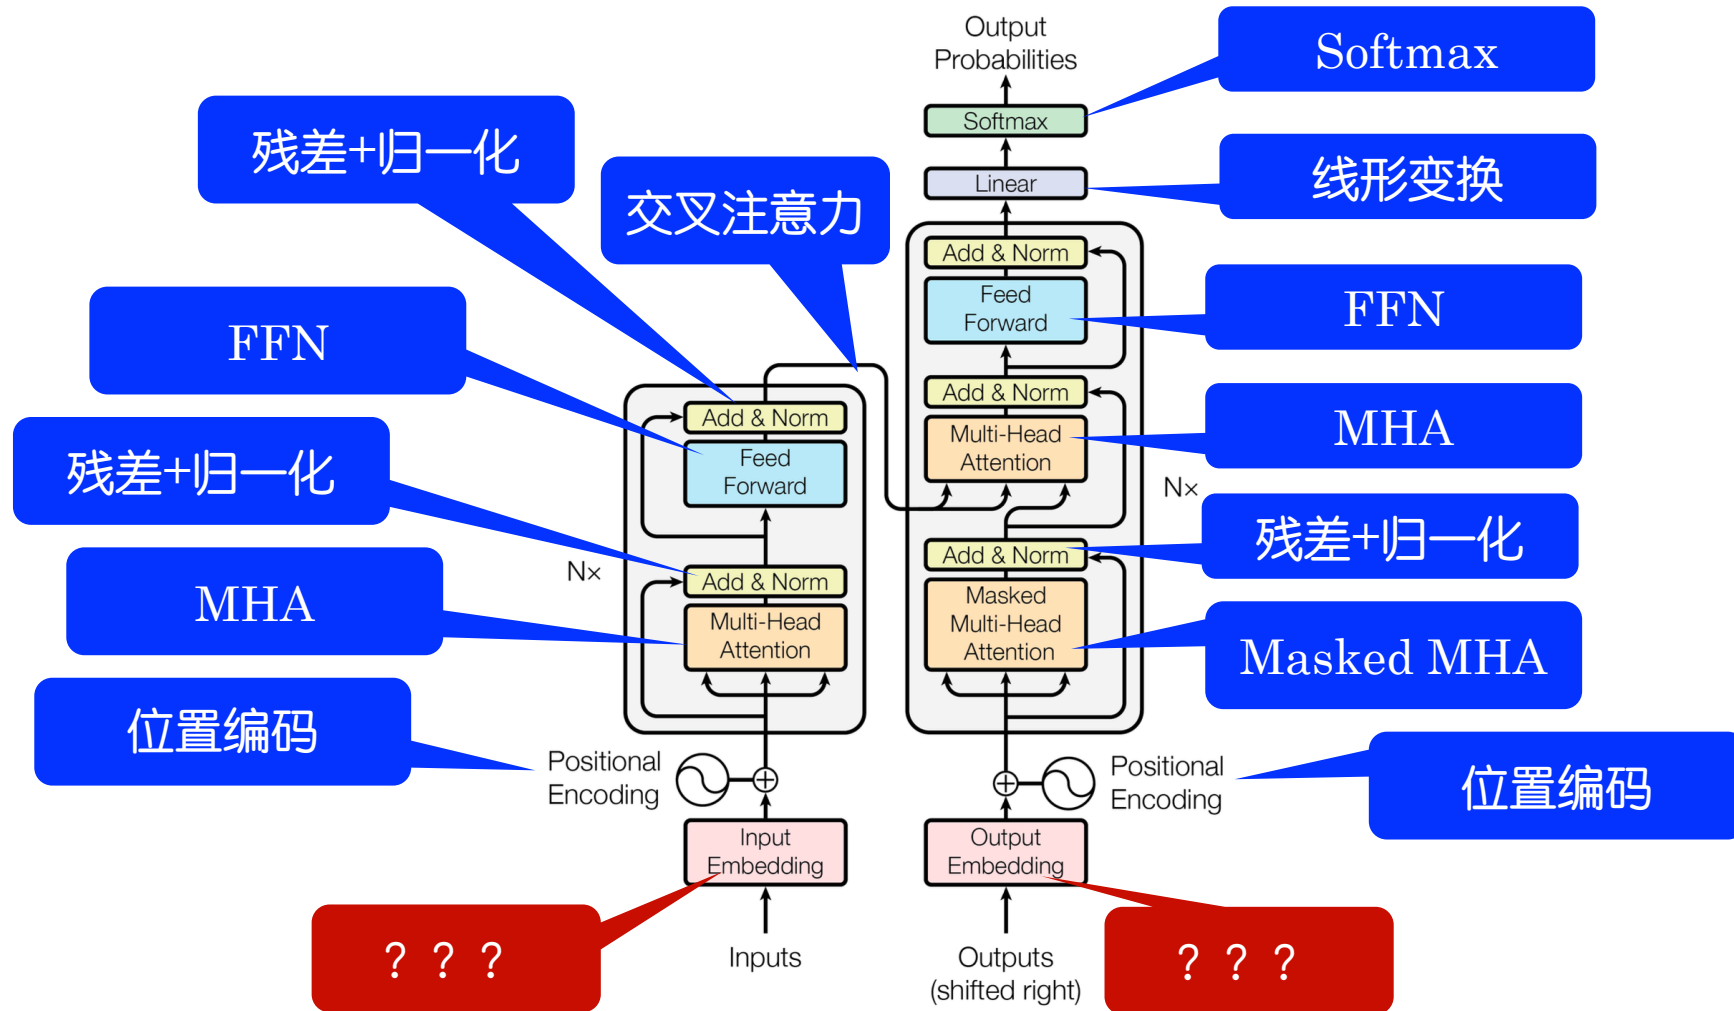 Output
Probabilities
Softmax
Softmax
线形变换
Linear
残差+归一化
交叉注意力
Add & Norm
Feed
Forward
FFN
FFN
Add & Norm
Multi-Head
Attention
MHA
Add & Norm
Feed
Forward
残差+归一化
N×
残差+归一化
Add & Norm
N×
Add & Norm
MHA
Multi-Head
Attention
Masked
Multi-Head
Attention
Masked MHA
位置编码
Positional
Encoding
Positional
Encoding
位置编码
Input
Embedding
Output
Embedding
？？？
Inputs
Outputs
(shifted right)
？？？